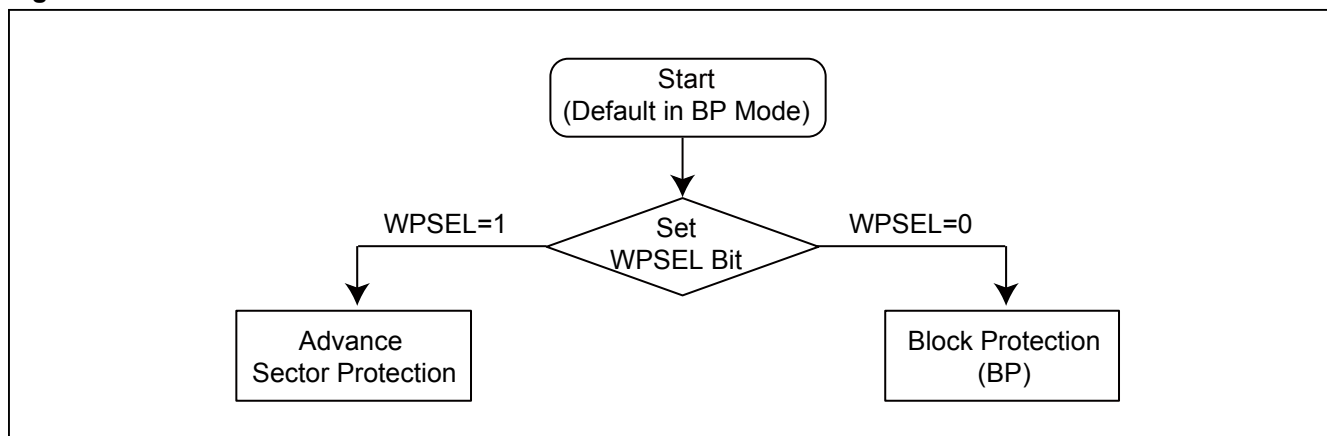 Start
(Default in BP Mode)
WPSEL=1
Set
WPSEL Bit
WPSEL=0
Advance
Sector Protection
Block Protection
(BP)